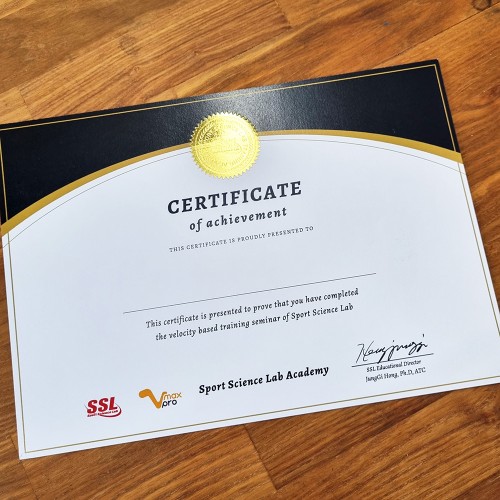 CERTIFICATE
of achievement
THIS CERTIFICATE IS PROUDLY PRESENTED TO
This certificate is presented to prove that you have completed
the velocity based training seminar of Sport Science Lab
SSL Educational Director
JungGi Hong, Ph.D, ATC
Sport Science Lab Academy
SSL
Vmax
pro